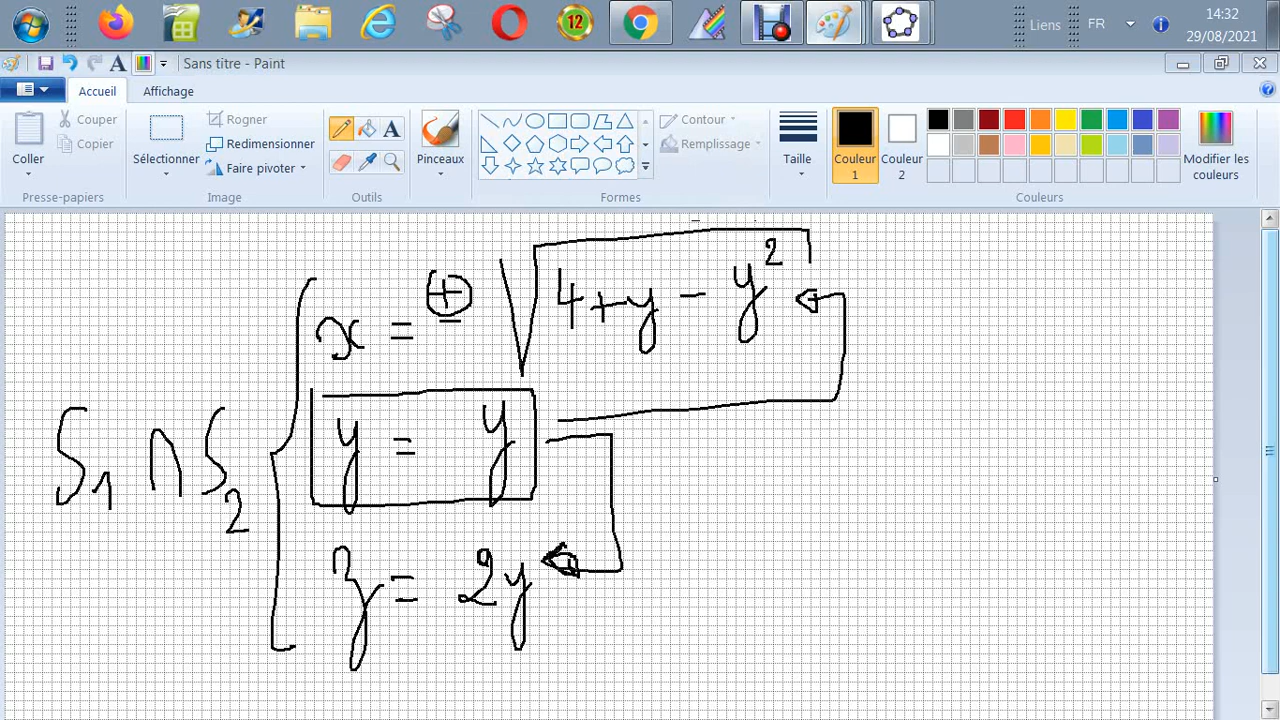 12
Liens
FR
14:32
29/08/2021
Sans titre - Paint
Accueil
Affichage
Coller
Couper
Copier
Presse-papiers
Sélectionner
Rogner
Redimensionner
Faire pivoter
Image
Outils
Pinceaux
Contour
Remplissage
Formes
Taille
Couleur 1
Couleur 2
Modifier les couleurs
Couleurs
S₁ ∩ S₂
x = ± √(4+y-y²)
y = y
z = 2y